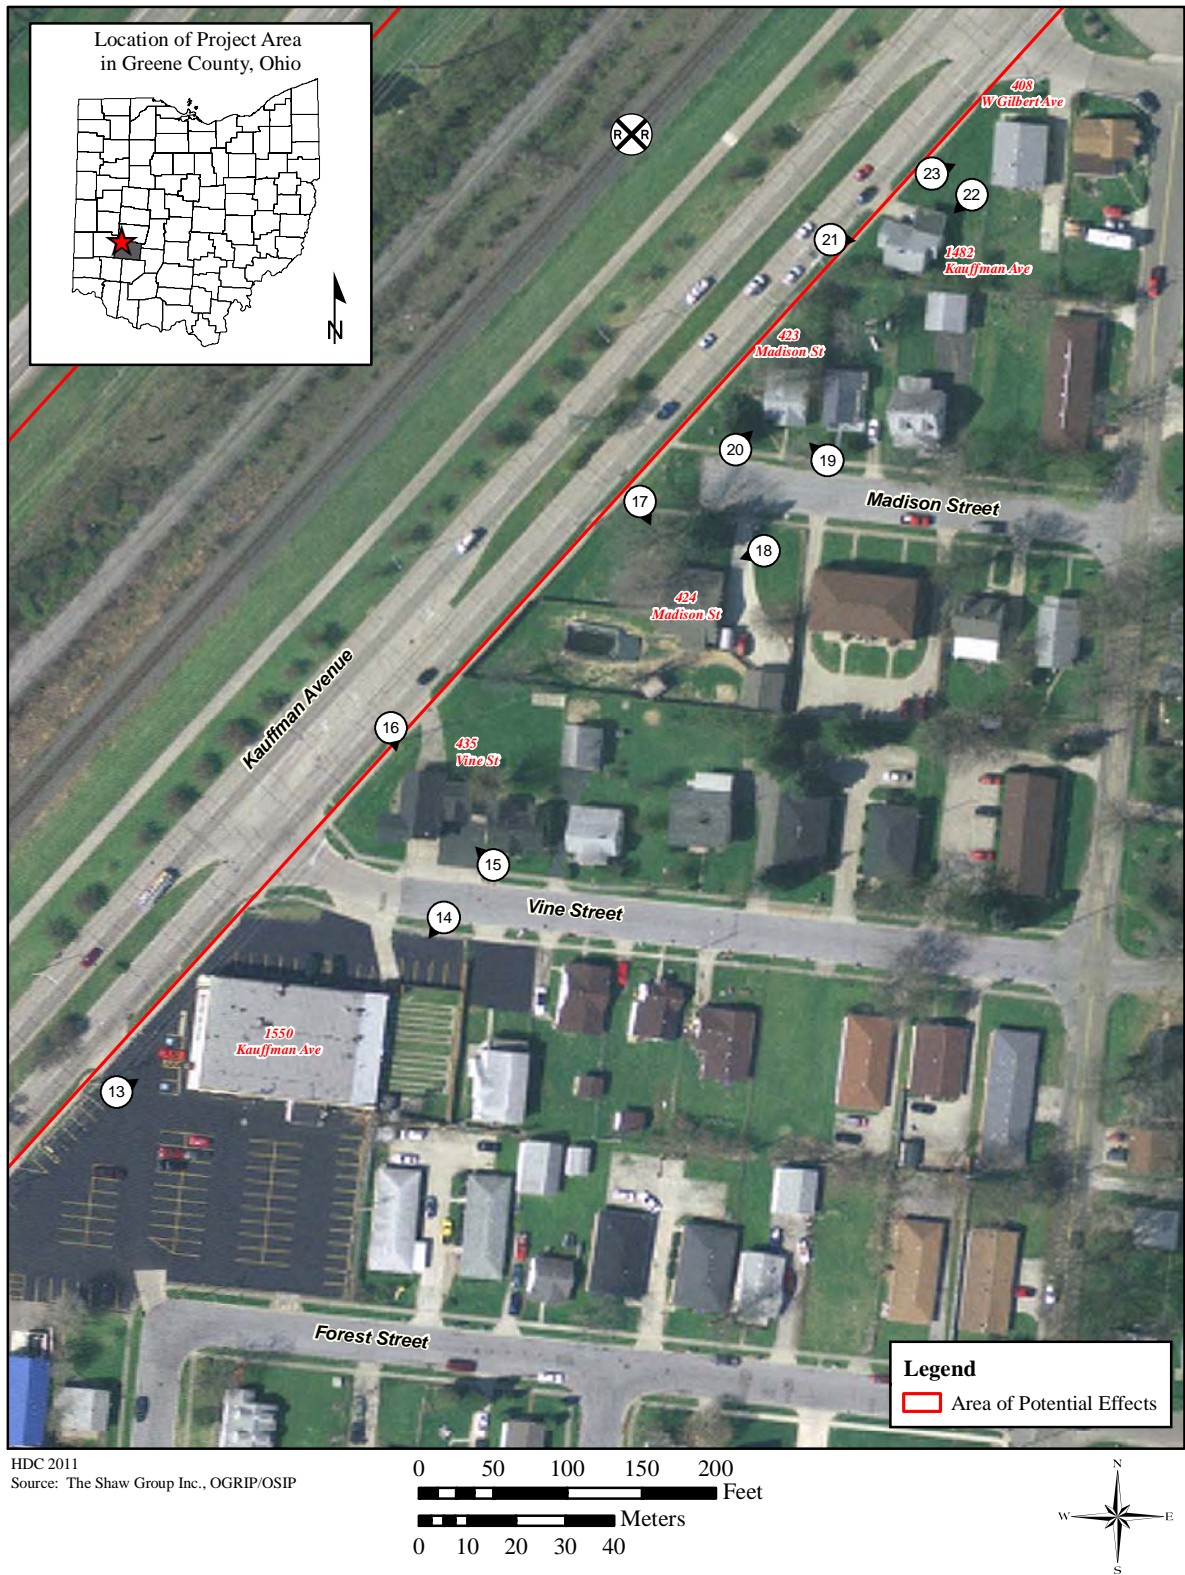 Location of Project Area
in Greene County, Ohio
N
R R
408
W Gilbert Ave
23
22
21
1482
Kauffman Ave
423
Madison St
20
19
17
Madison Street
18
424
Madison St
Kauffman Avenue
16
435
Vine St
15
14
Vine Street
1550
Kauffman Ave
13
Forest Street
Legend
Area of Potential Effects
HDC 2011
Source: The Shaw Group Inc., OGRIP/OSIP
0 50 100 150 200
Feet
Meters
0 10 20 30 40
N
W E
S